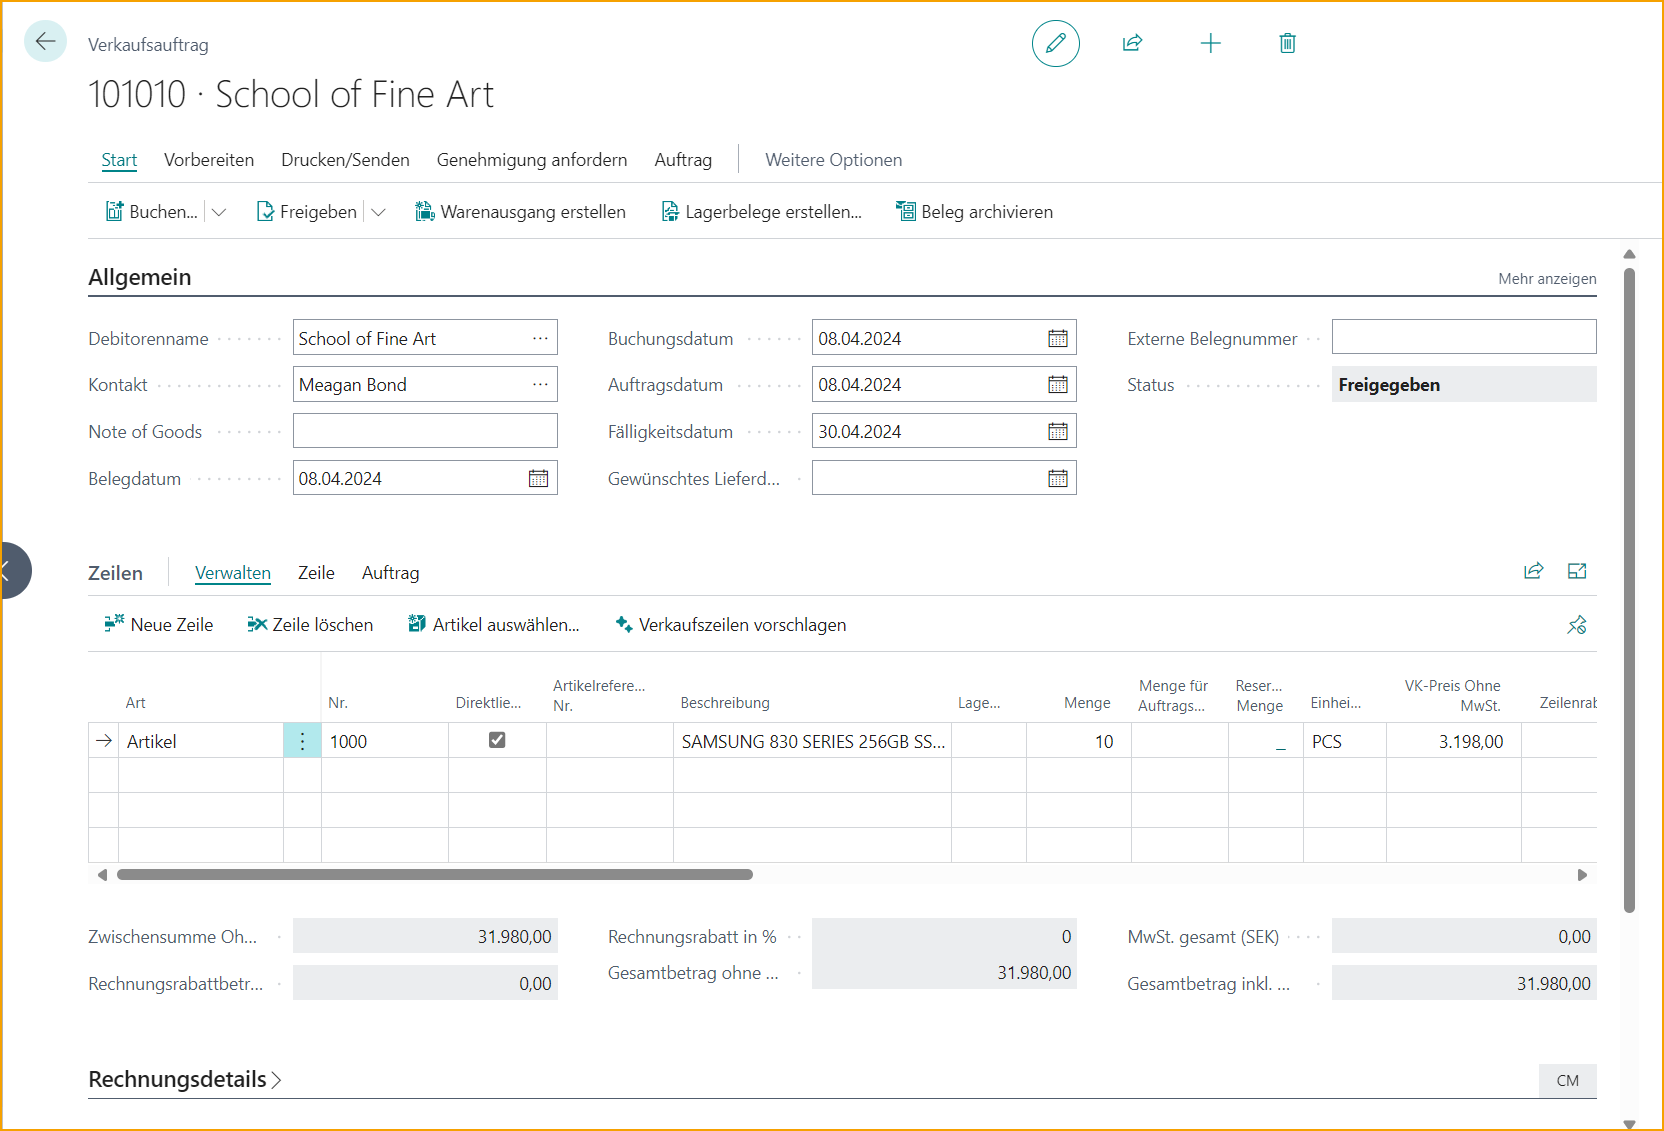 Verkaufsauftrag
101010 · School of Fine Art
Start Vorbereiten Drucken/Senden Genehmigung anfordern Auftrag Weitere Optionen
Buchen... Freigeben Warenausgang erstellen Lagerbelege erstellen... Beleg archivieren
Allgemein Mehr anzeigen
Debitorenname School of Fine Art ... Buchungsdatum 08.04.2024 Externe Belegnummer
Kontakt Meagan Bond ... Auftragsdatum 08.04.2024 Status Freigegeben
Note of Goods Fälligkeitsdatum 30.04.2024
Belegdatum 08.04.2024 Gewünschtes Lieferd...
Zeilen Verwalten Zeile Auftrag
Neue Zeile Zeile löschen Artikel auswählen... Verkaufszeilen vorschlagen
Art Nr. Direktlie... Artikelrefere... Nr. Beschreibung Lage... Menge Menge für Auftrags... Reser... Menge Einhei... VK-Preis Ohne MwSt. Zeilenrab
Artikel 1000 SAMSUNG 830 SERIES 256GB SS... 10 _ PCS 3.198,00
Zwischensumme Oh... 31.980,00 Rechnungsrabatt in % 0 MwSt. gesamt (SEK) 0,00
Rechnungsrabattbetr... 0,00 Gesamtbetrag ohne ... 31.980,00 Gesamtbetrag inkl. ... 31.980,00
Rechnungsdetails CM